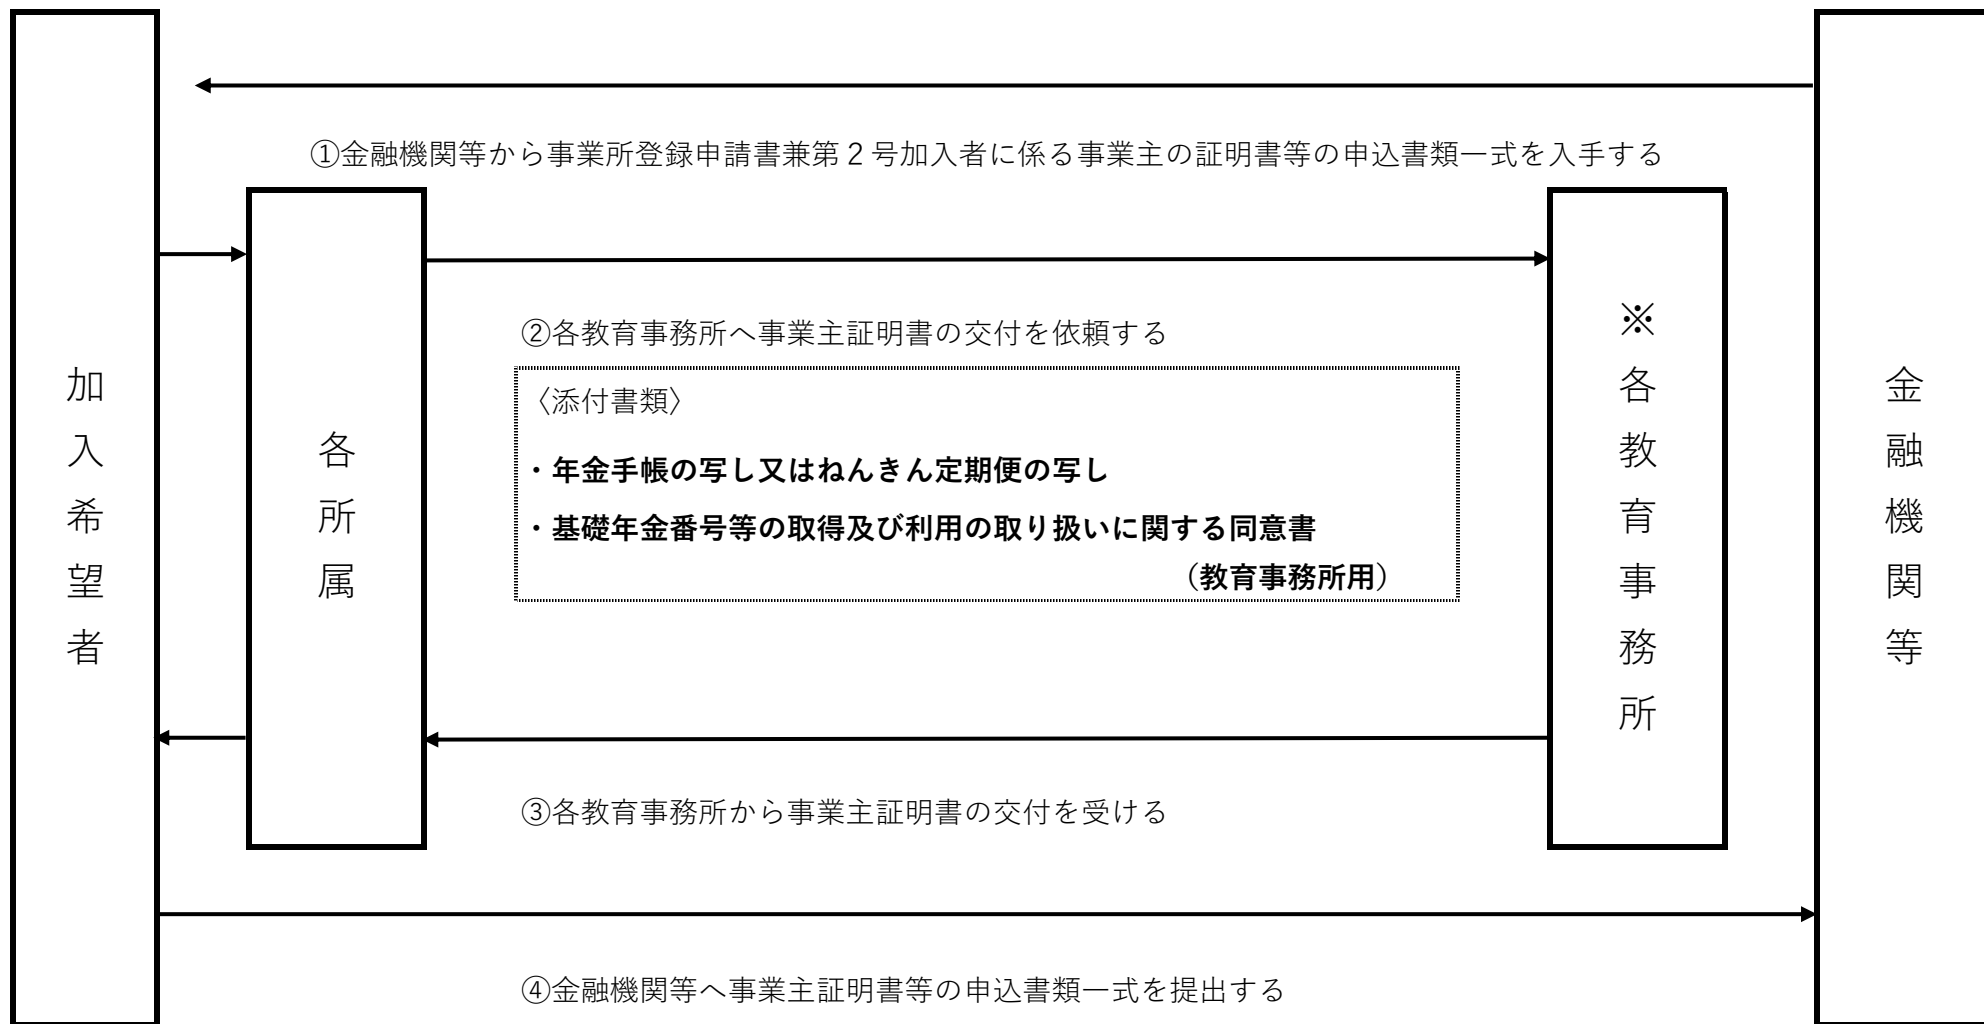 ①金融機関等から事業所登録申請書兼第２号加入者に係る事業主の証明書等の申込書類一式を入手する
加入希望者
各所属
②各教育事務所へ事業主証明書の交付を依頼する
〈添付書類〉
・年金手帳の写し又はねんきん定期便の写し
・基礎年金番号等の取得及び利用の取り扱いに関する同意書
（教育事務所用）
※各教育事務所
金融機関等
③各教育事務所から事業主証明書の交付を受ける
④金融機関等へ事業主証明書等の申込書類一式を提出する